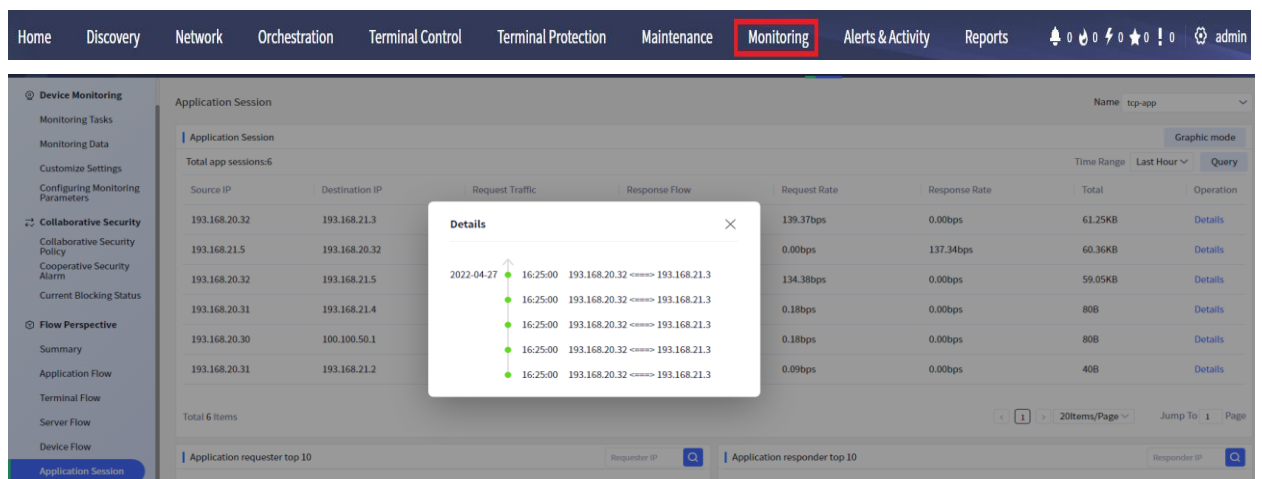 Home Discovery Network Orchestration Terminal Control Terminal Protection Maintenance Monitoring Alerts & Activity Reports 0 0 0 0 0 admin
Device Monitoring
Monitoring Tasks
Monitoring Data
Customize Settings
Configuring Monitoring
Parameters
Collaborative Security
Collaborative Security
Policy
Cooperative Security
Alarm
Current Blocking Status
Flow Perspective
Summary
Application Flow
Terminal Flow
Server Flow
Device Flow
Application Session
Application Session Name tcp-app
Application Session Graphic mode
Total app sessions:6 Time Range Last Hour Query
Source IP Destination IP Request Traffic Response Flow Request Rate Response Rate Total Operation
193.168.20.32 193.168.21.3 139.37bps 0.00bps 61.25KB Details
193.168.21.5 193.168.20.32 0.00bps 137.34bps 60.36KB Details
193.168.20.32 193.168.21.5 134.38bps 0.00bps 59.05KB Details
193.168.20.31 193.168.21.4 0.18bps 0.00bps 80B Details
193.168.20.30 100.100.50.1 0.18bps 0.00bps 80B Details
193.168.20.31 193.168.21.2 0.09bps 0.00bps 40B Details
Total 6 Items 1 20Items/Page Jump To 1 Page
Application requester top 10 Requester IP Application responder top 10 Responder IP
Details
2022-04-27 16:25:00 193.168.20.32 <===> 193.168.21.3
16:25:00 193.168.20.32 <===> 193.168.21.3
16:25:00 193.168.20.32 <===> 193.168.21.3
16:25:00 193.168.20.32 <===> 193.168.21.3
16:25:00 193.168.20.32 <===> 193.168.21.3